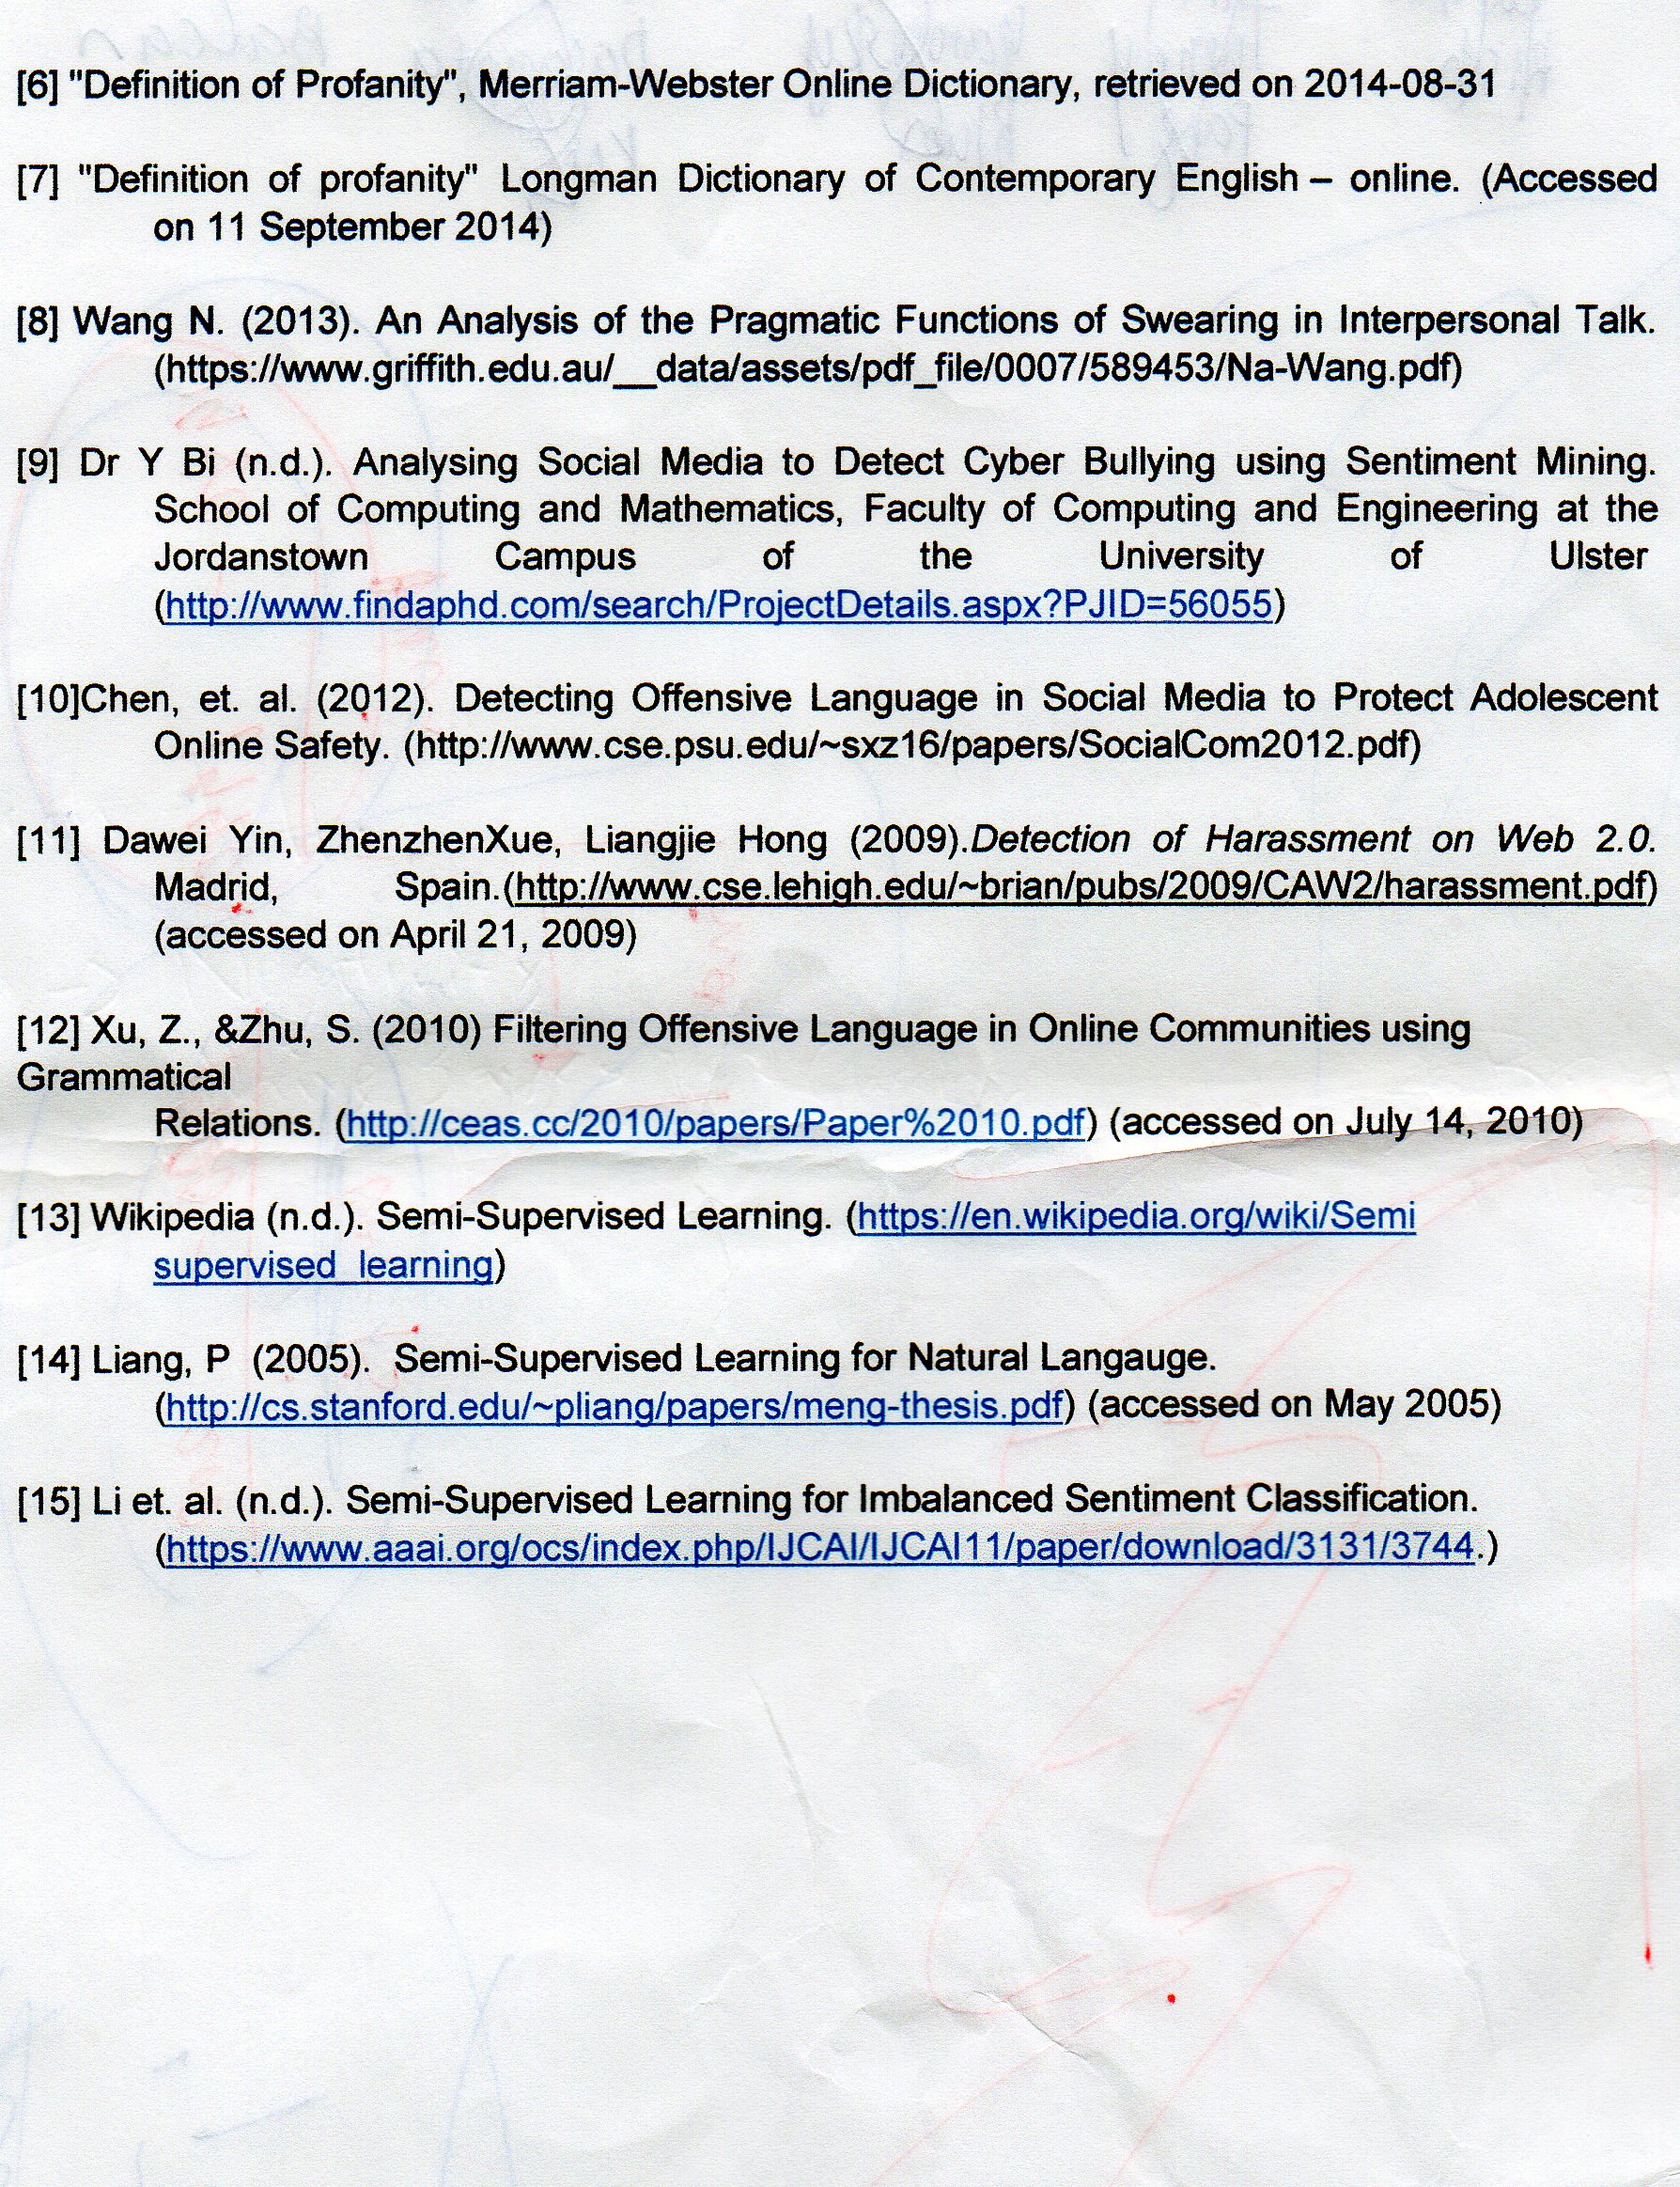 [6] "Definition of Profanity", Merriam-Webster Online Dictionary, retrieved on 2014-08-31
[7] "Definition of profanity" Longman Dictionary of Contemporary English – online. (Accessed
on 11 September 2014)
[8] Wang N. (2013). An Analysis of the Pragmatic Functions of Swearing in Interpersonal Talk.
(https://www.griffith.edu.au/__data/assets/pdf_file/0007/589453/Na-Wang.pdf)
[9] Dr Y Bi (n.d.). Analysing Social Media to Detect Cyber Bullying using Sentiment Mining.
School of Computing and Mathematics, Faculty of Computing and Engineering at the
Jordanstown Campus of the University of Ulster
(http://www.findaphd.com/search/ProjectDetails.aspx?PJID=56055)
[10]Chen, et. al. (2012). Detecting Offensive Language in Social Media to Protect Adolescent
Online Safety. (http://www.cse.psu.edu/~sxz16/papers/SocialCom2012.pdf)
[11] Dawei Yin, ZhenzhenXue, Liangjie Hong (2009).Detection of Harassment on Web 2.0.
Madrid, Spain.(http://www.cse.lehigh.edu/~brian/pubs/2009/CAW2/harassment.pdf)
(accessed on April 21, 2009)
[12] Xu, Z., &Zhu, S. (2010) Filtering Offensive Language in Online Communities using
Grammatical
Relations. (http://ceas.cc/2010/papers/Paper%2010.pdf) (accessed on July 14, 2010)
[13] Wikipedia (n.d.). Semi-Supervised Learning. (https://en.wikipedia.org/wiki/Semi
supervised_learning)
[14] Liang, P (2005). Semi-Supervised Learning for Natural Langauge.
(http://cs.stanford.edu/~pliang/papers/meng-thesis.pdf) (accessed on May 2005)
[15] Li et. al. (n.d.). Semi-Supervised Learning for Imbalanced Sentiment Classification.
(https://www.aaai.org/ocs/index.php/IJCAI/IJCAI11/paper/download/3131/3744.)